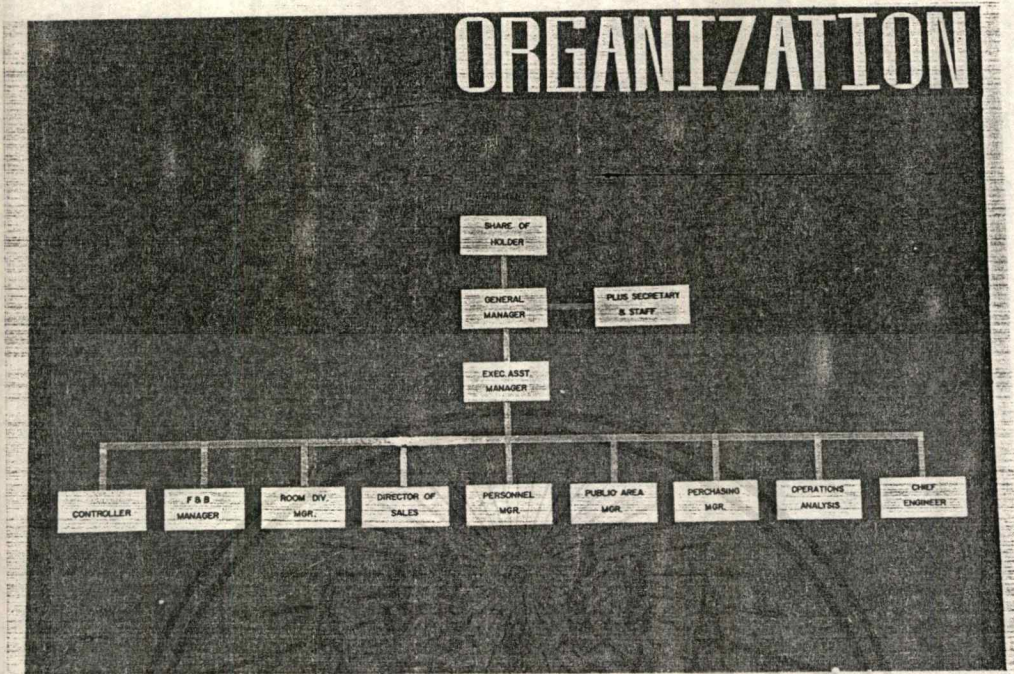 ORGANIZATION
SHARE OF
HOLDER
GENERAL
MANAGER
PLUS SECRETARY
& STAFF
EXEC. ASST.
MANAGER
CONTROLLER
F & B
MANAGER
ROOM DIV.
MGR.
DIRECTOR OF
SALES
PERSONNEL
MGR.
PUBLIC AREA
MGR.
PERCHASING
MGR.
OPERATIONS
ANALYSIS
CHIEF
ENGINEER